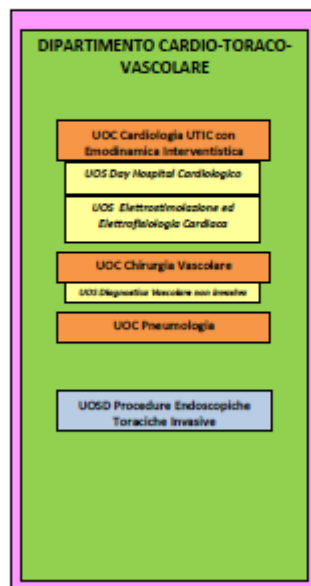 DIPARTIMENTO CARDIO-TORACO-
VASCOLARE
UOC Cardiologia UTIC con
Emodinamica Interventistica
UOS Day Hospital Cardiologico
UOS Elettrostimolazione ed
Elettrofisiologia Cardiaca
UOC Chirurgia Vascolare
UOS Diagnostica Vascolare non invasiva
UOC Pneumologia
UOSD Procedure Endoscopiche
Toraciche Invasive